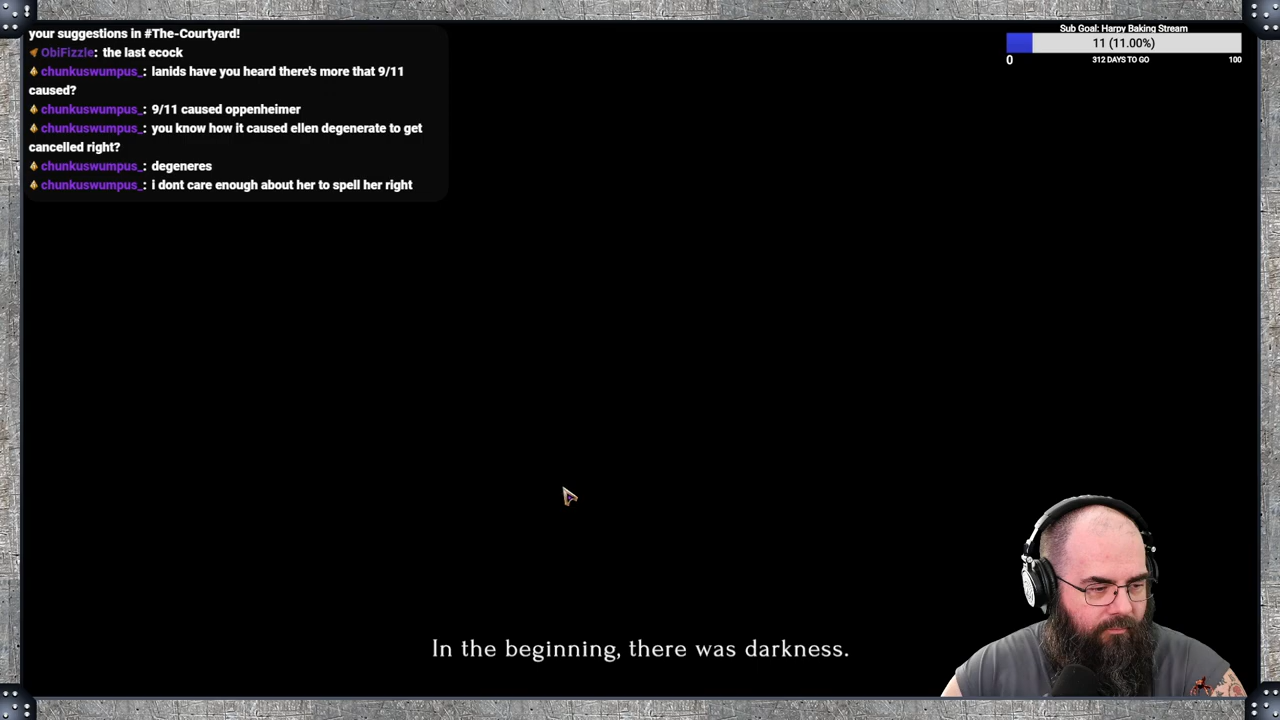 your suggestions in #The-Courtyard!
ObiFizzle: the last ecock
chunkuswumpus_: lanids have you heard there's more that 9/11
caused?
chunkuswumpus_: 9/11 caused oppenheimer
chunkuswumpus_: you know how it caused ellen degenerate to get
cancelled right?
chunkuswumpus_: degeneres
chunkuswumpus_: i dont care enough about her to spell her right
Sub Goal: Harpy Baking Stream
11 (11.00%)
0 312 DAYS TO GO 100
In the beginning, there was darkness.